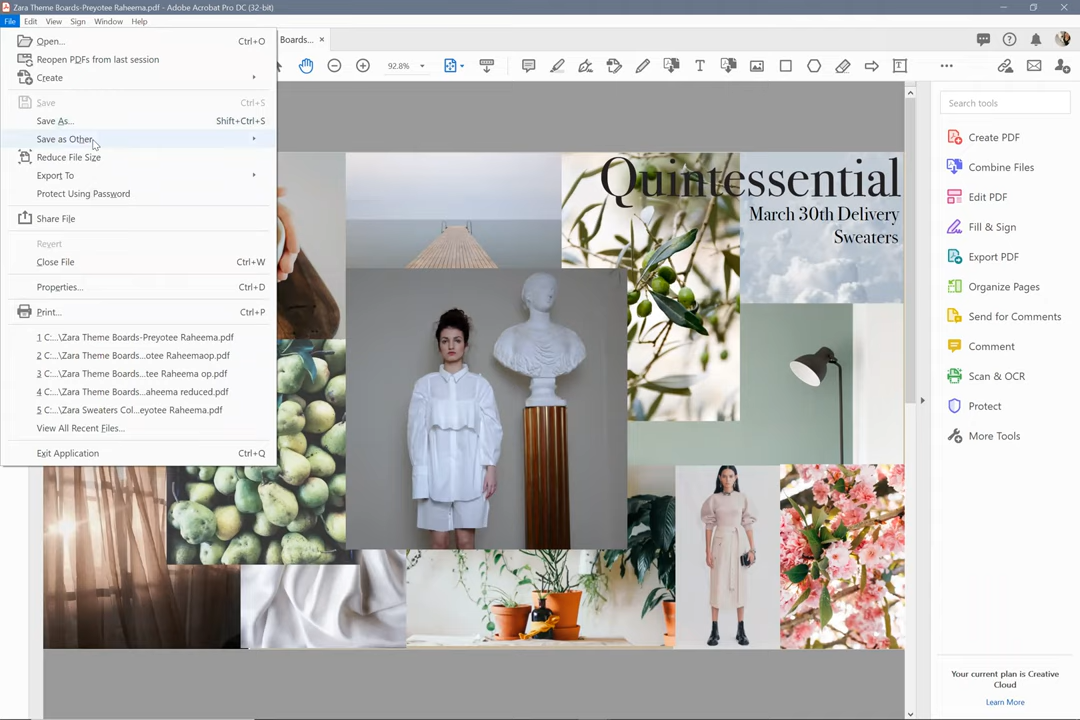 Zara Theme Boards-Preyotee Raheema.pdf - Adobe Acrobat Pro DC (32-bit)
File Edit View Sign Window Help
Open... Ctrl+O
Reopen PDFs from last session
Create
Save Ctrl+S
Save As... Shift+Ctrl+S
Save as Other
Reduce File Size
Export To
Protect Using Password
Share File
Revert
Close File Ctrl+W
Properties... Ctrl+D
Print... Ctrl+P
1 C:...\Zara Theme Boards-Preyotee Raheema.pdf
2 C:...\Zara Theme Boards...otee Raheemaop.pdf
3 C:...\Zara Theme Boards...tee Raheema op.pdf
4 C:...\Zara Theme Boards...aheema reduced.pdf
5 C:...\Zara Sweaters Col...eyotee Raheema.pdf
View All Recent Files...
Exit Application Ctrl+Q
Boards...
92.8%
Quintessential
March 30th Delivery
Sweaters
Search tools
Create PDF
Combine Files
Edit PDF
Fill & Sign
Export PDF
Organize Pages
Send for Comments
Comment
Scan & OCR
Protect
More Tools
Your current plan is Creative
Cloud
Learn More